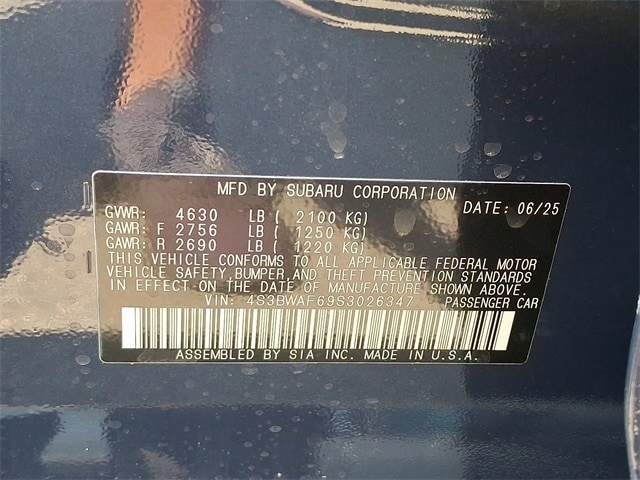 MFD BY SUBARU CORPORATION
DATE: 06/25
GVWR: 4630 LB ( 2100 KG)
GAWR: F 2756 LB ( 1250 KG)
GAWR: R 2690 LB ( 1220 KG)
THIS VEHICLE CONFORMS TO ALL APPLICABLE FEDERAL MOTOR
VEHICLE SAFETY,BUMPER,AND THEFT PREVENTION STANDARDS
IN EFFECT ON THE DATE OF MANUFACTURE SHOWN ABOVE.
VIN: 4S3BWAF69S3026347 PASSENGER CAR
ASSEMBLED BY SIA INC. MADE IN U.S.A.